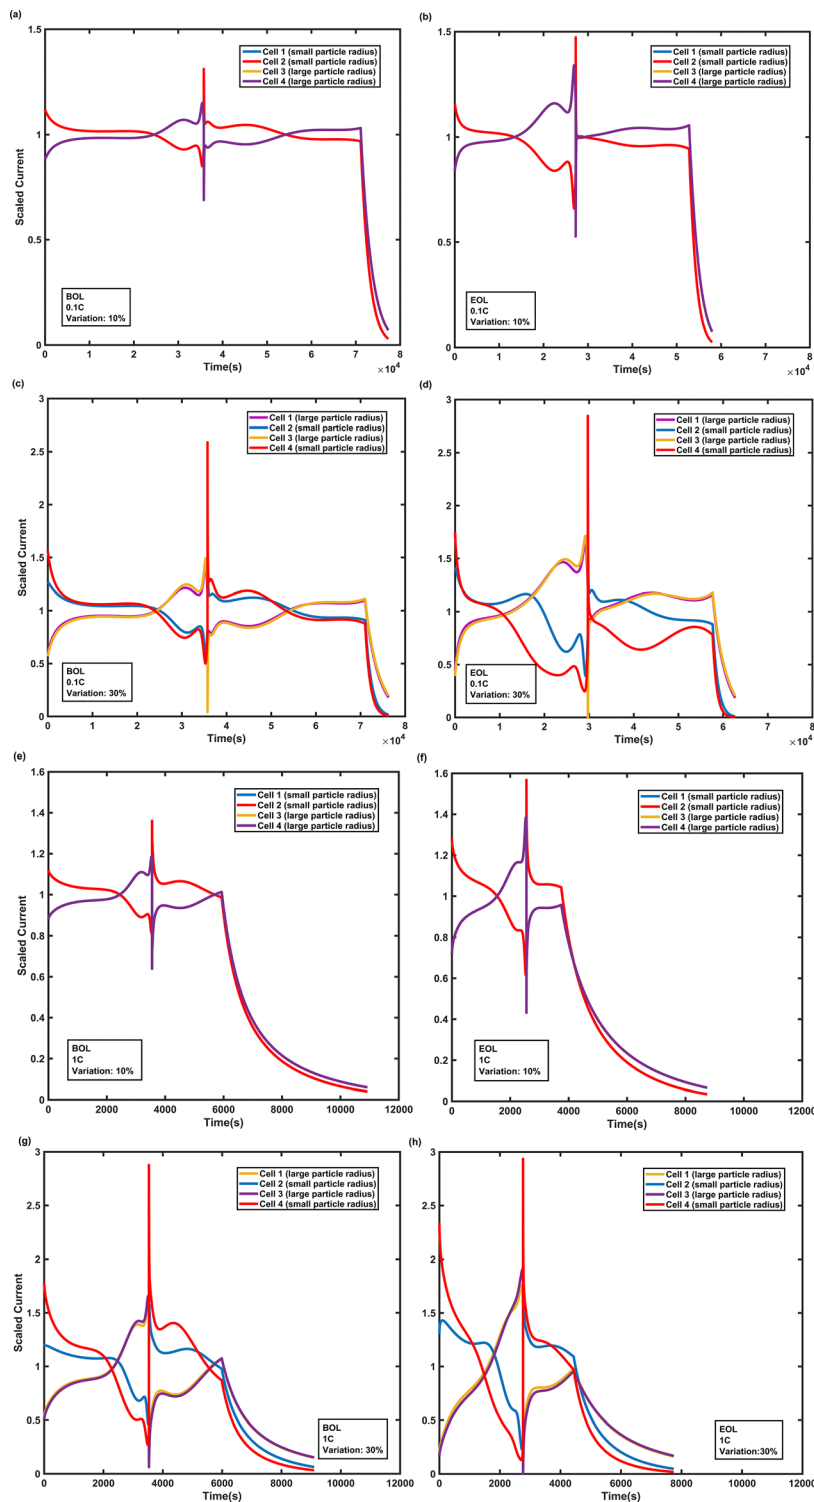 (a)
1.5
1
0.5
0
Scaled Current
Cell 1 (small particle radius)
Cell 2 (small particle radius)
Cell 3 (large particle radius)
Cell 4 (large particle radius)
BOL
0.1C
Variation: 10%
0 1 2 3 4 5 6 7 8
×10^4
Time(s)
(b)
1.5
1
0.5
0
Cell 1 (small particle radius)
Cell 2 (small particle radius)
Cell 3 (large particle radius)
Cell 4 (large particle radius)
EOL
0.1C
Variation: 10%
0 1 2 3 4 5 6 7 8
×10^4
Time(s)
(c)
3
2.5
2
1.5
1
0.5
0
Scaled Current
Cell 1 (large particle radius)
Cell 2 (small particle radius)
Cell 3 (large particle radius)
Cell 4 (small particle radius)
BOL
0.1C
Variation: 30%
0 1 2 3 4 5 6 7 8
×10^4
Time(s)
(d)
3
2.5
2
1.5
1
0.5
0
Cell 1 (large particle radius)
Cell 2 (small particle radius)
Cell 3 (large particle radius)
Cell 4 (small particle radius)
EOL
0.1C
Variation: 30%
0 1 2 3 4 5 6 7 8
×10^4
Time(s)
(e)
1.6
1.4
1.2
1
0.8
0.6
0.4
0.2
0
Scaled Current
Cell 1 (small particle radius)
Cell 2 (small particle radius)
Cell 3 (large particle radius)
Cell 4 (large particle radius)
BOL
1C
Variation: 10%
0 2000 4000 6000 8000 10000 12000
Time(s)
(f)
1.6
1.4
1.2
1
0.8
0.6
0.4
0.2
0
Cell 1 (small particle radius)
Cell 2 (small particle radius)
Cell 3 (large particle radius)
Cell 4 (large particle radius)
EOL
1C
Variation: 10%
0 2000 4000 6000 8000 10000 12000
Time(s)
(g)
3
2.5
2
1.5
1
0.5
0
Scaled Current
Cell 1 (large particle radius)
Cell 2 (small particle radius)
Cell 3 (large particle radius)
Cell 4 (small particle radius)
BOL
1C
Variation: 30%
0 2000 4000 6000 8000 10000 12000
Time(s)
(h)
3
2.5
2
1.5
1
0.5
0
Cell 1 (large particle radius)
Cell 2 (small particle radius)
Cell 3 (large particle radius)
Cell 4 (small particle radius)
EOL
1C
Variation:30%
0 2000 4000 6000 8000 10000 12000
Time(s)